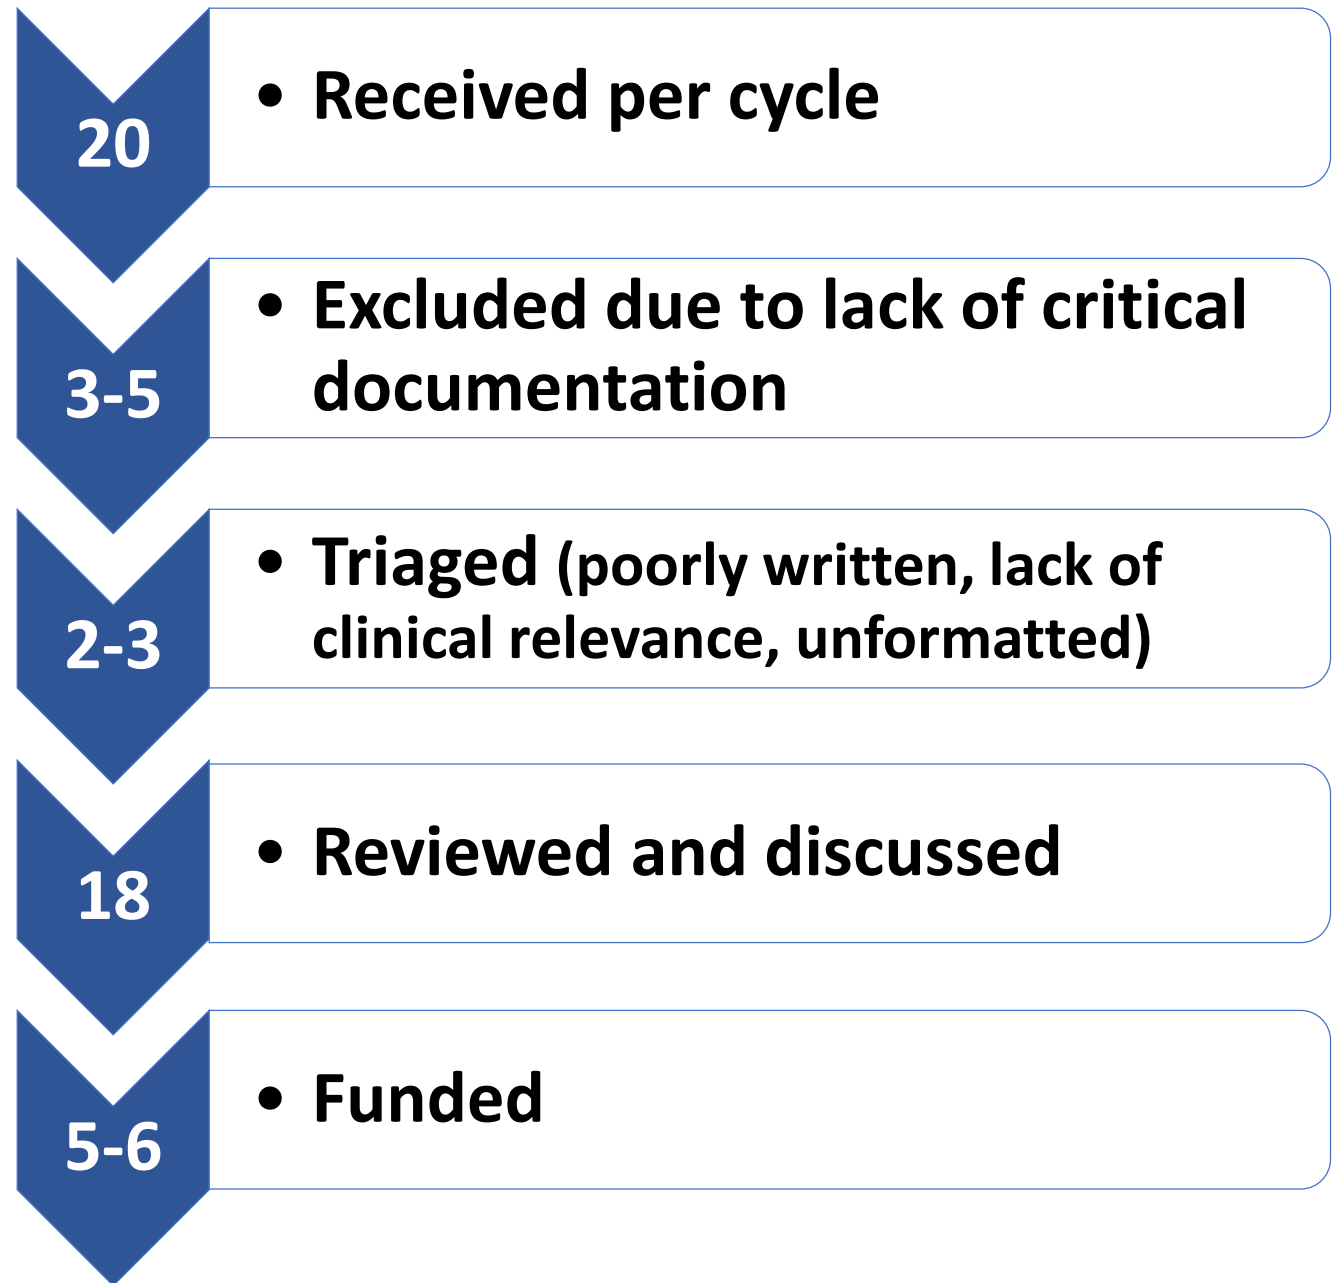 20
• Received per cycle
3-5
• Excluded due to lack of critical
documentation
2-3
• Triaged (poorly written, lack of
clinical relevance, unformatted)
18
• Reviewed and discussed
5-6
• Funded